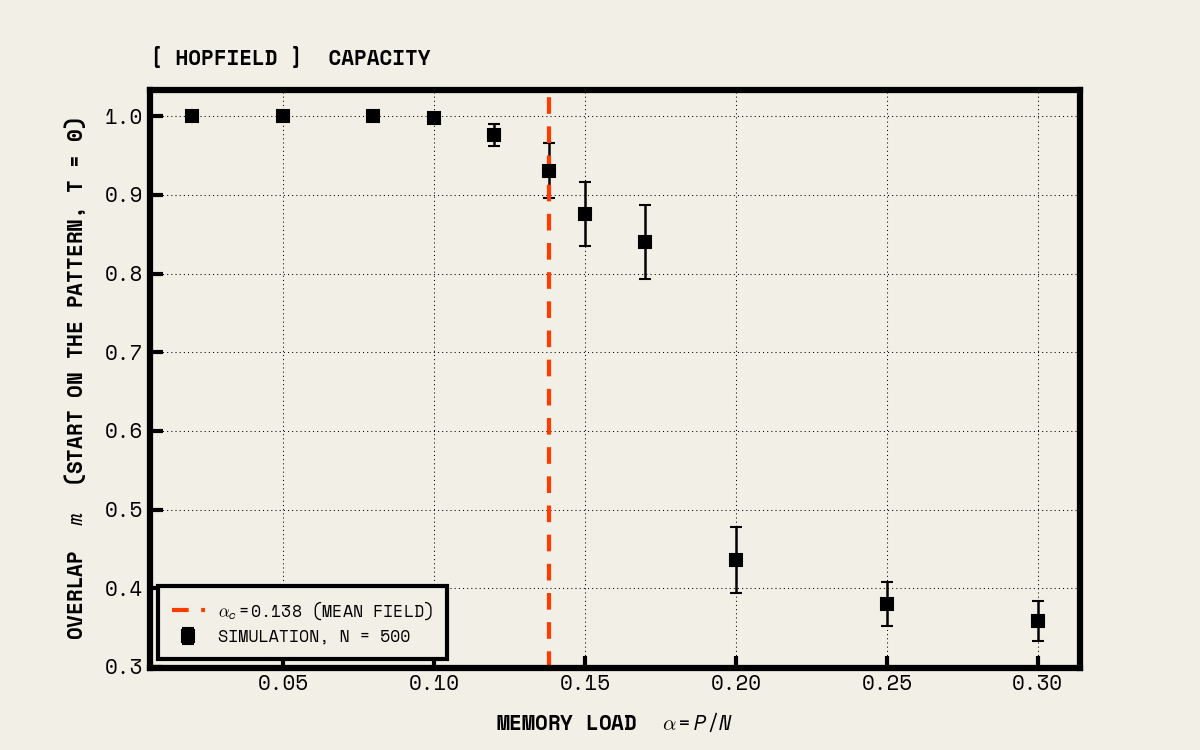 [ HOPFIELD ]  CAPACITY
OVERLAP  m  (START ON THE PATTERN, T = 0)
1.0
0.9
0.8
0.7
0.6
0.5
0.4
0.3
α_c=0.138 (MEAN FIELD)
SIMULATION, N = 500
0.05 0.10 0.15 0.20 0.25 0.30
MEMORY LOAD  α=P/N